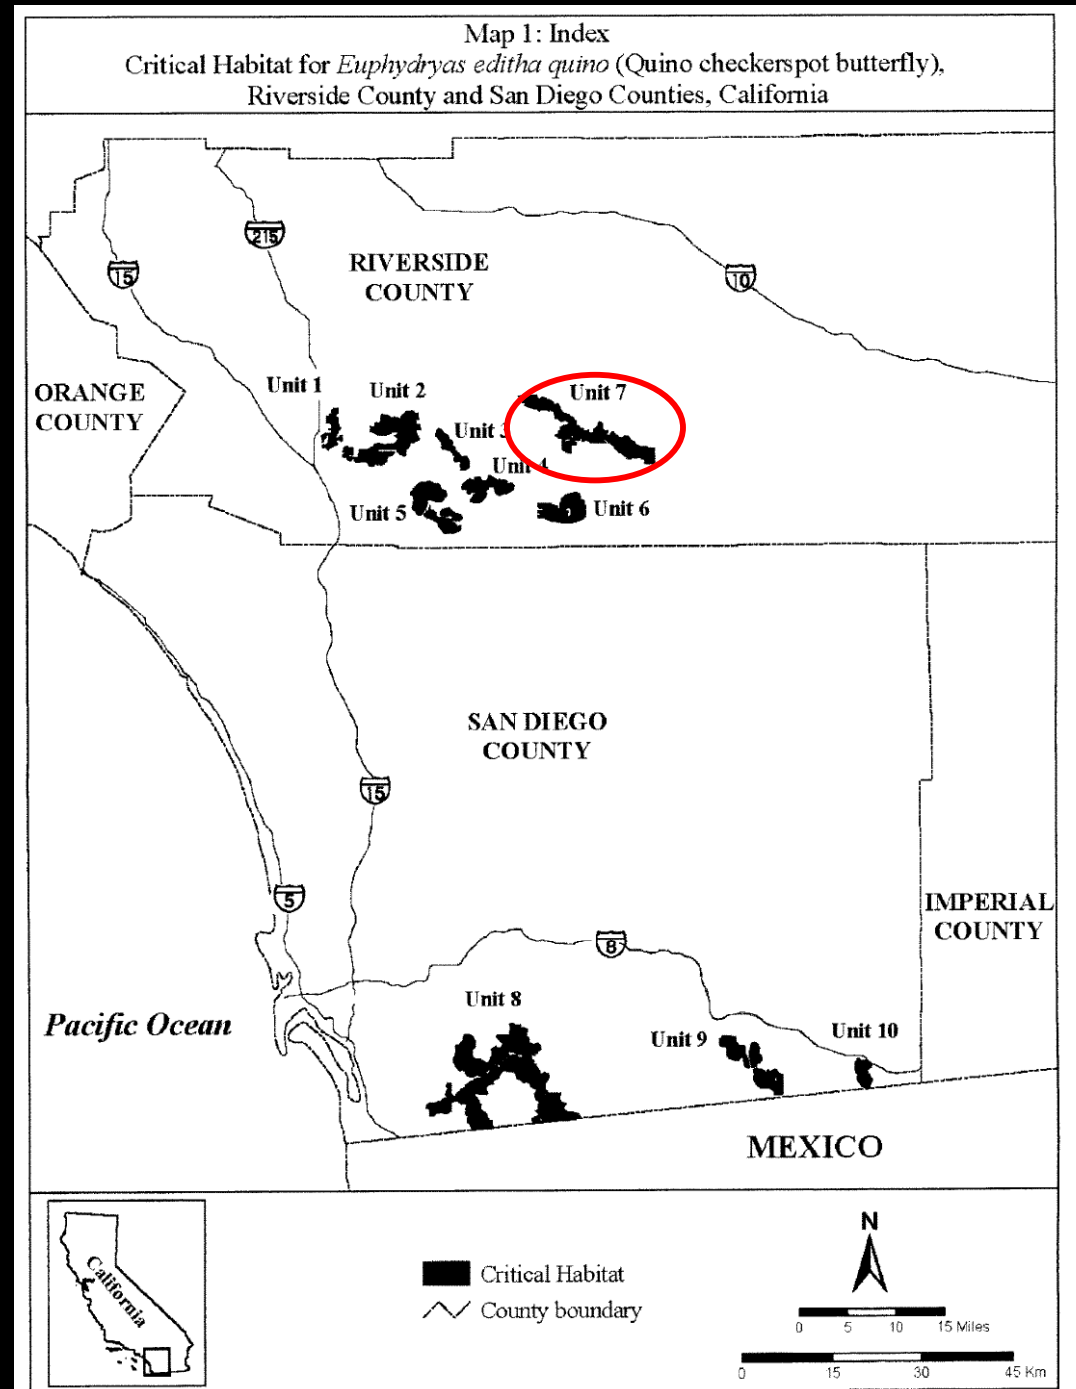 Map 1: Index
Critical Habitat for Euphydryas editha quino (Quino checkerspot butterfly),
Riverside County and San Diego Counties, California
215
15
RIVERSIDE
COUNTY
10
ORANGE
COUNTY
Unit 1
Unit 2
Unit 7
Unit 3
Unit 4
Unit 5
Unit 6
SAN DIEGO
COUNTY
15
5
IMPERIAL
COUNTY
8
Pacific Ocean
Unit 8
Unit 9
Unit 10
MEXICO
California
Critical Habitat
County boundary
N
0 5 10 15 Miles
0 15 30 45 Km